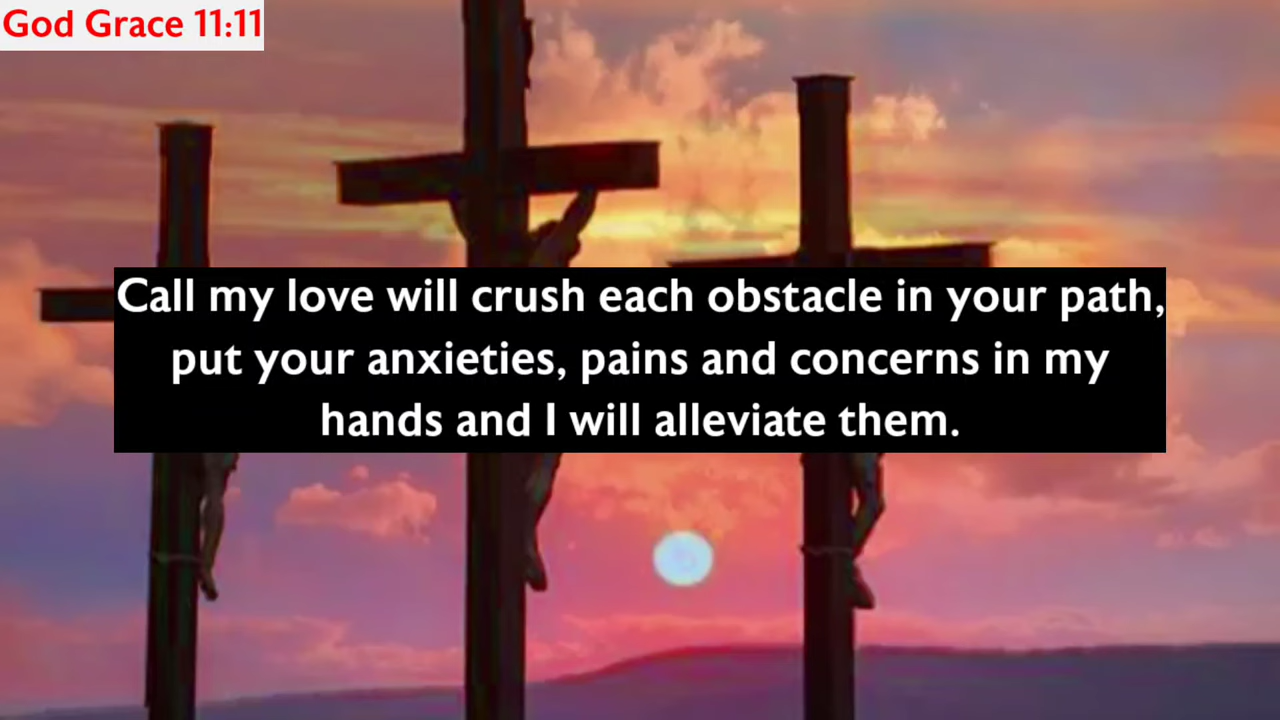 God Grace 11:11
Call my love will crush each obstacle in your path,
put your anxieties, pains and concerns in my
hands and I will alleviate them.